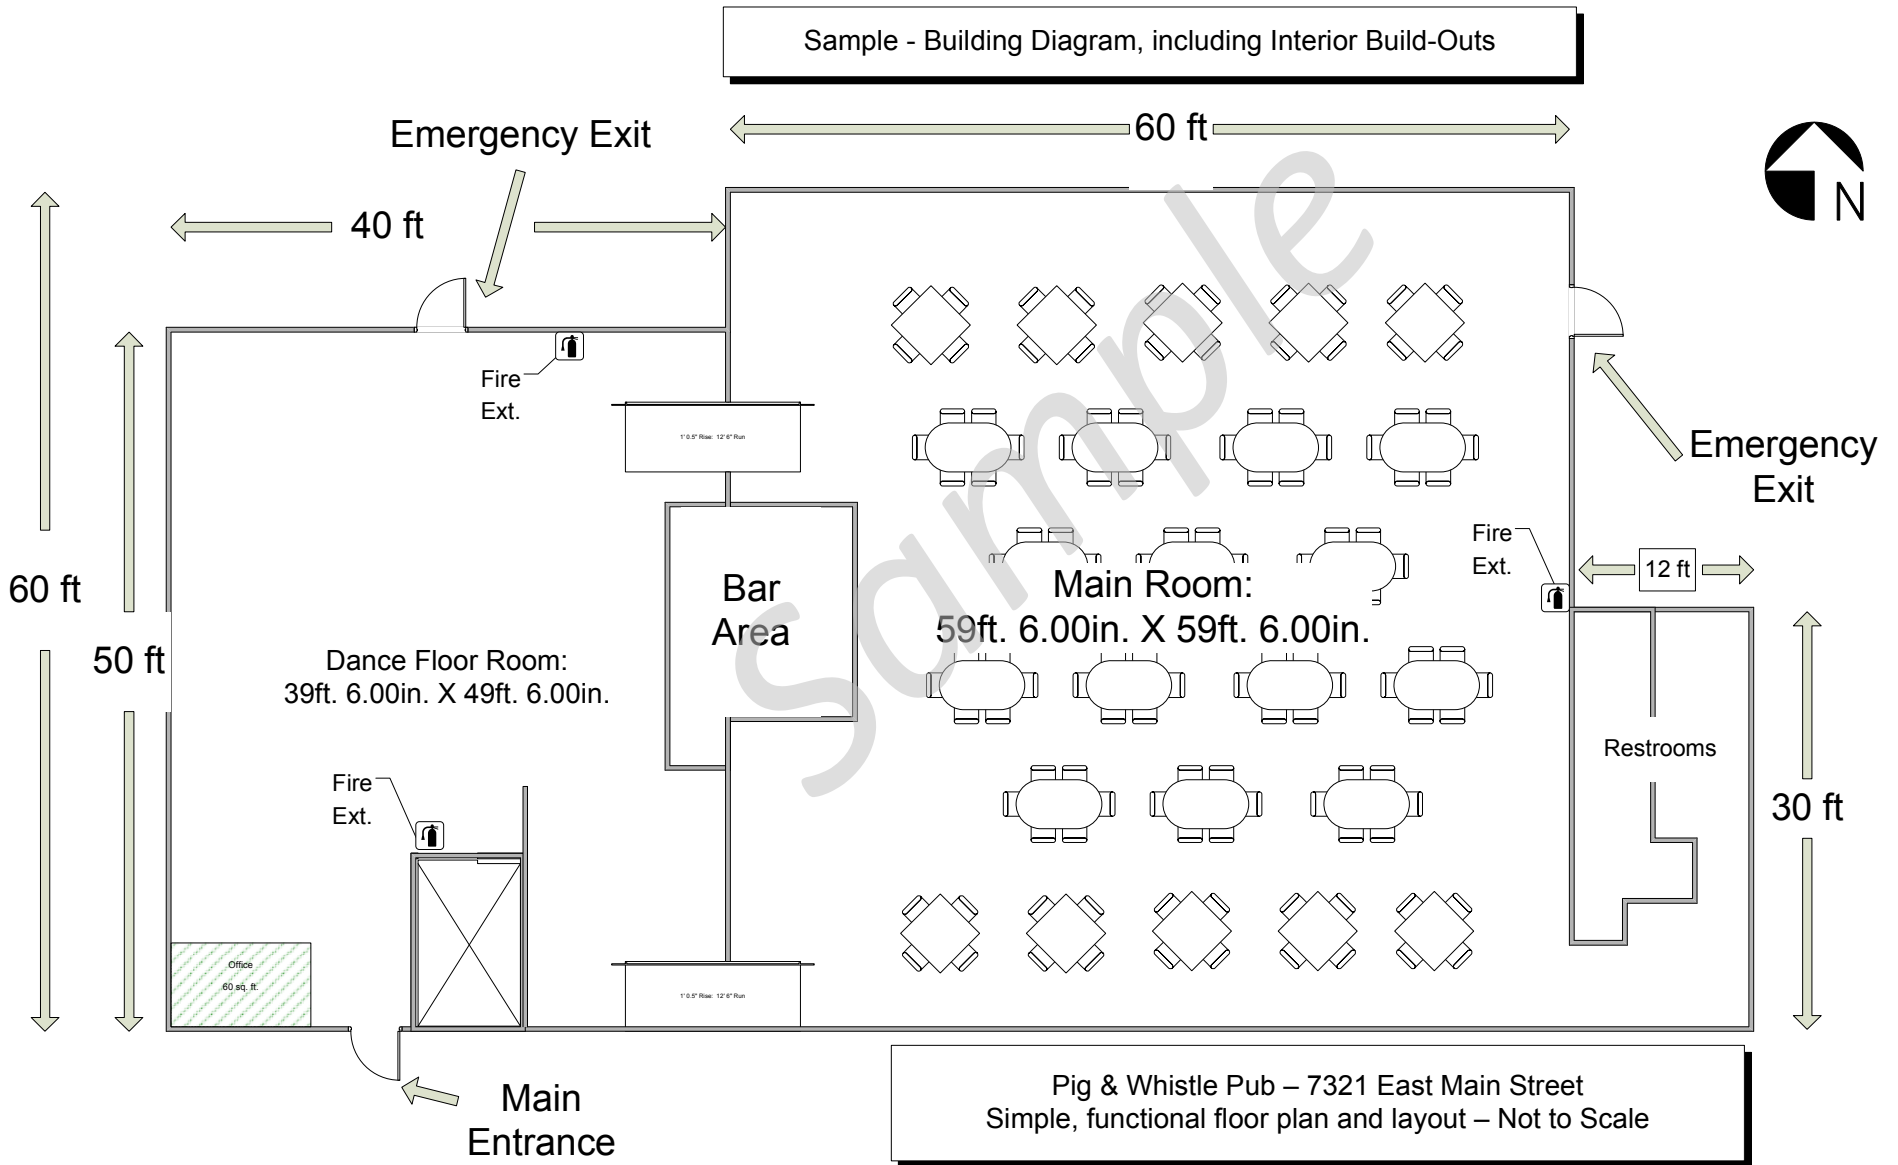 Sample - Building Diagram, including Interior Build-Outs
60 ft
Emergency Exit
40 ft
N
Fire
Ext.
1' 0.5" Rise:  12' 6" Run
Emergency
Exit
Fire
Ext.
12 ft
60 ft
50 ft
Bar
Area
Main Room:
59ft. 6.00in. X 59ft. 6.00in.
Dance Floor Room:
39ft. 6.00in. X 49ft. 6.00in.
Sample
Restrooms
30 ft
Fire
Ext.
Office
60 sq. ft.
1' 0.5" Rise:  12' 6" Run
Main
Entrance
Pig & Whistle Pub – 7321 East Main Street
Simple, functional floor plan and layout – Not to Scale